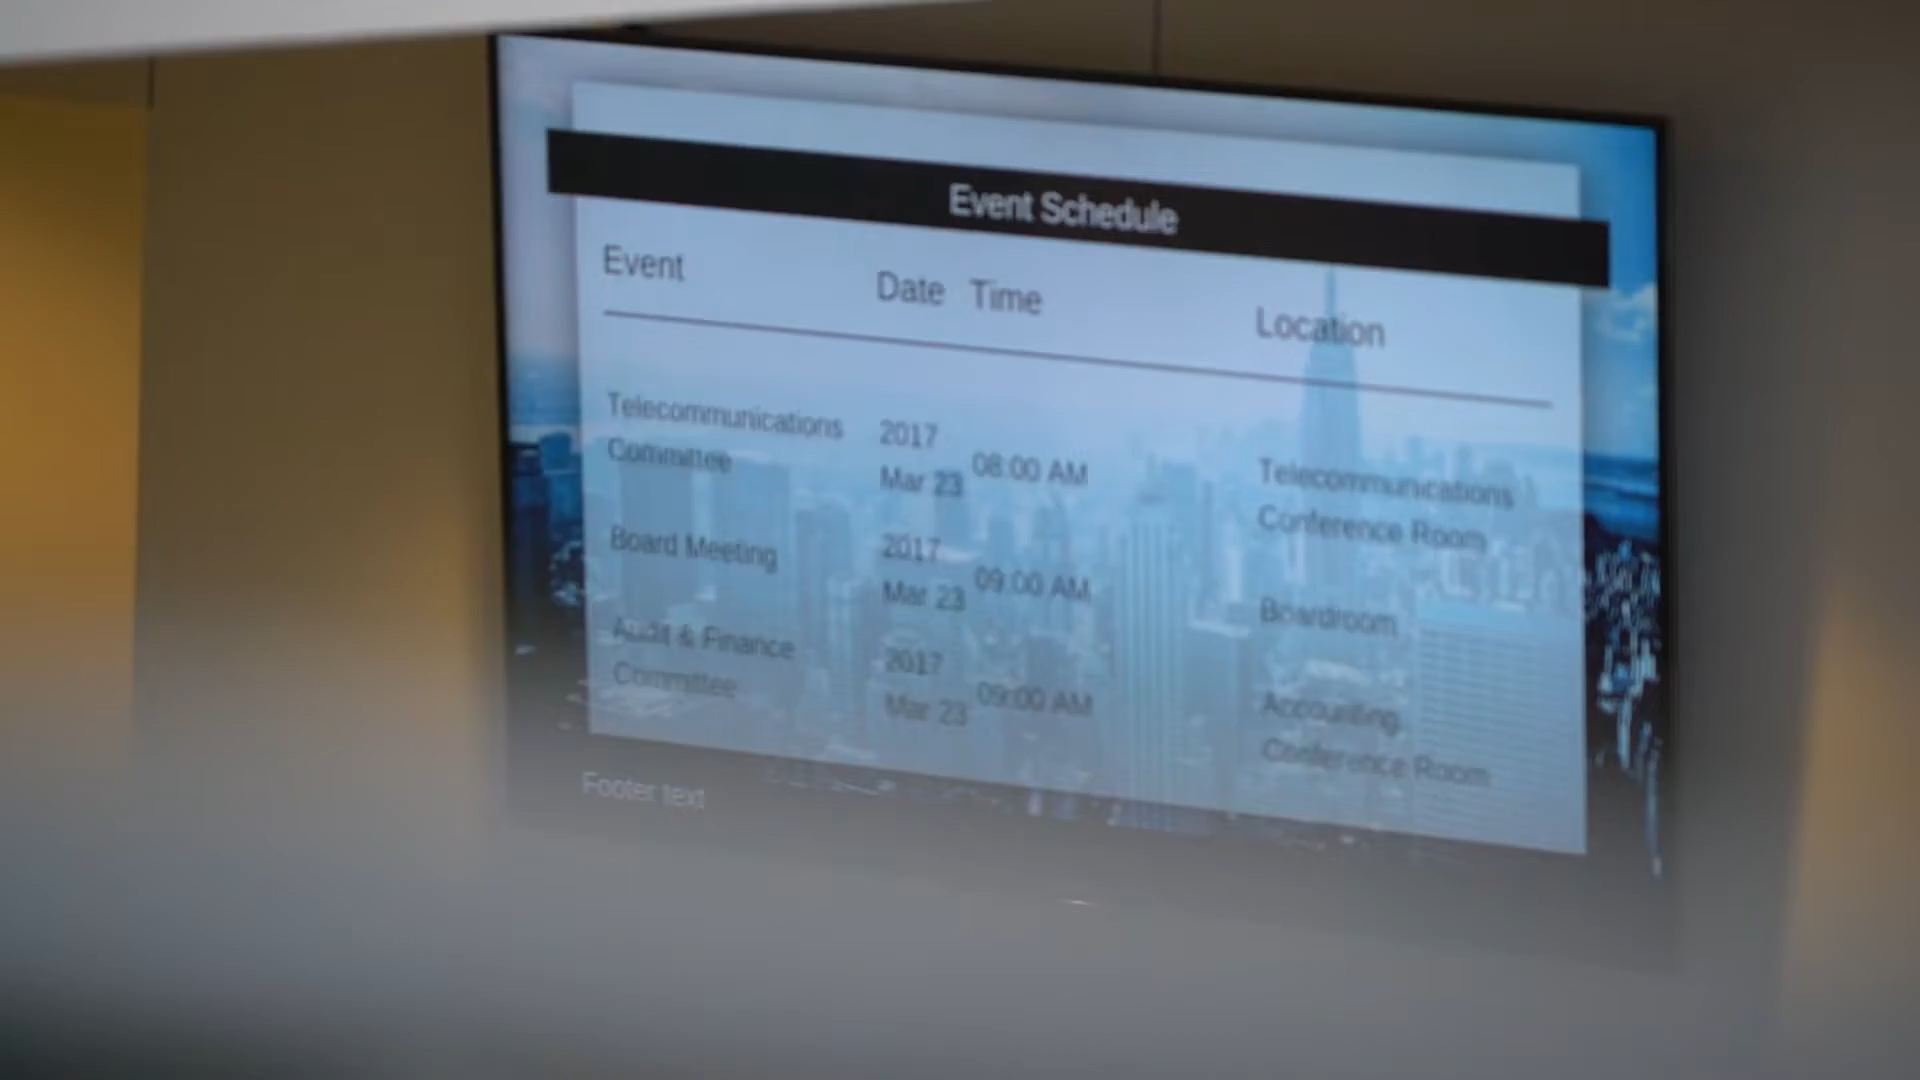 Event Schedule
Event Date Time Location
Telecommunications
Committee
2017
Mar 23
08:00 AM
Telecommunications
Conference Room
Board Meeting
2017
Mar 23
09:00 AM
Boardroom
Audit & Finance
Committee
2017
Mar 23
09:00 AM
Accounting
Conference Room
Footer text